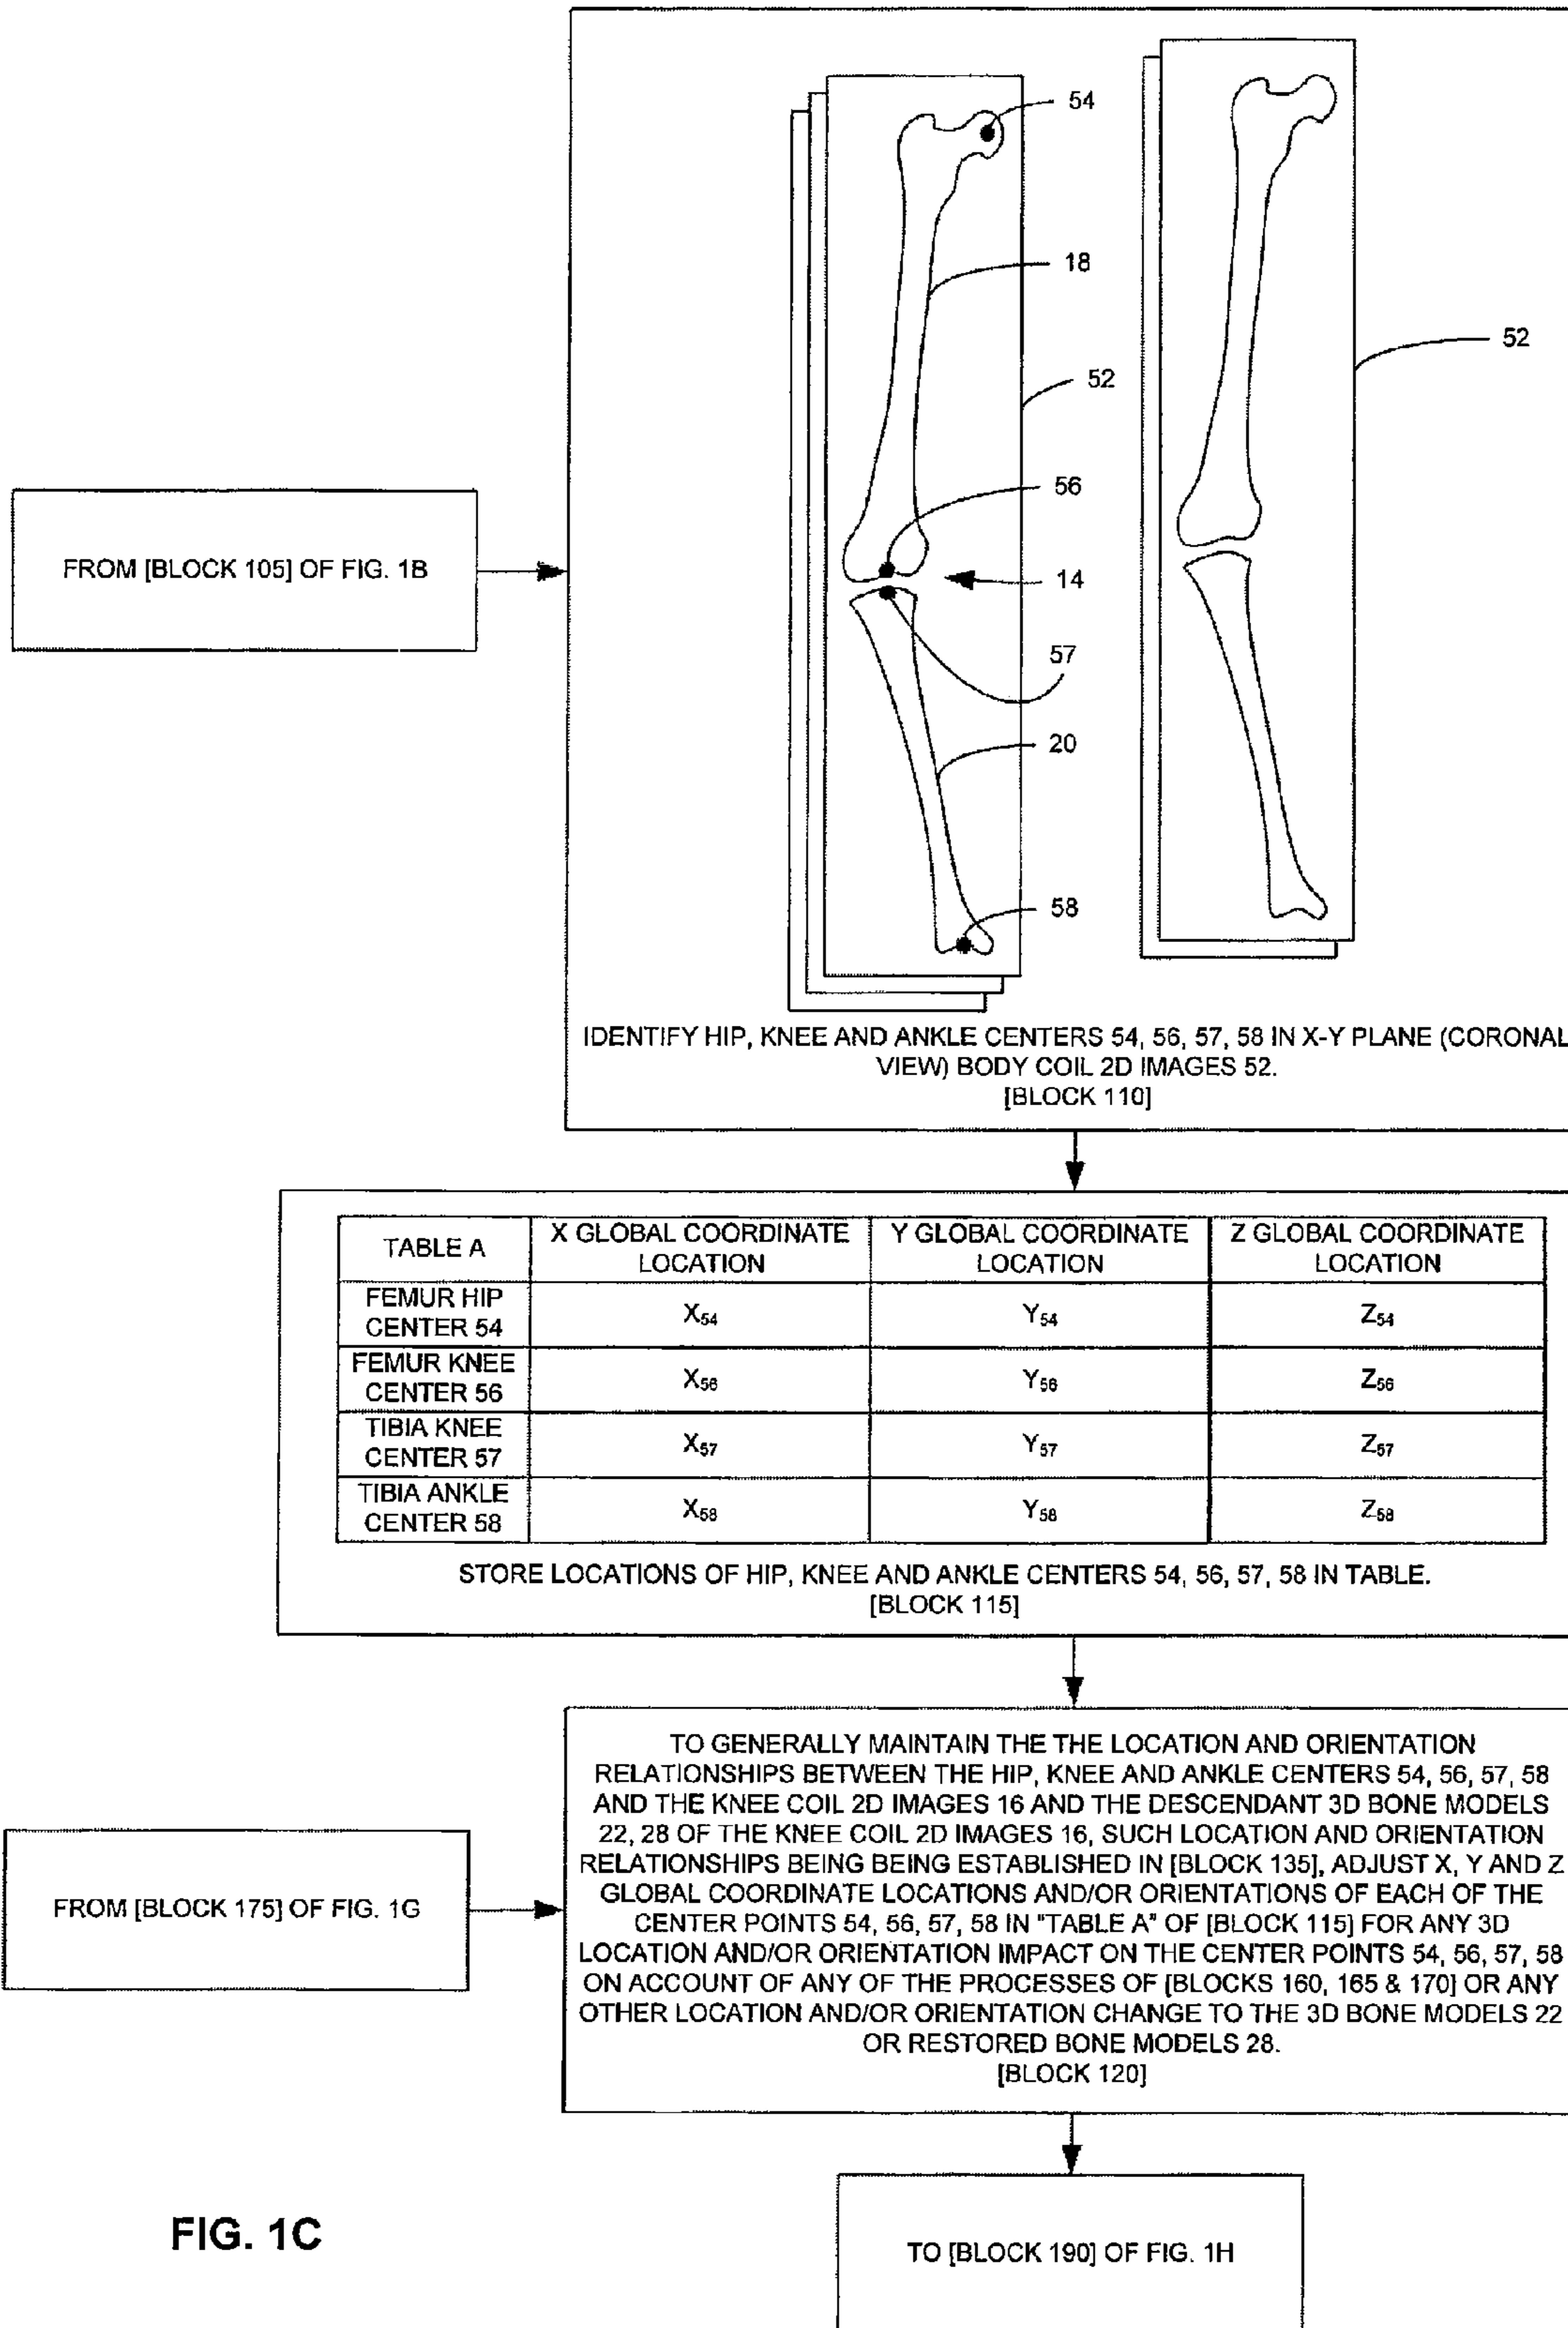 54
18
52
52
56
14
57
20
58
FROM [BLOCK 105] OF FIG. 1B
IDENTIFY HIP, KNEE AND ANKLE CENTERS 54, 56, 57, 58 IN X-Y PLANE (CORONAL
VIEW) BODY COIL 2D IMAGES 52.
[BLOCK 110]
TABLE A
X GLOBAL COORDINATE
LOCATION
Y GLOBAL COORDINATE
LOCATION
Z GLOBAL COORDINATE
LOCATION
FEMUR HIP
CENTER 54
X54
Y54
Z54
FEMUR KNEE
CENTER 56
X56
Y56
Z56
TIBIA KNEE
CENTER 57
X57
Y57
Z57
TIBIA ANKLE
CENTER 58
X58
Y58
Z58
STORE LOCATIONS OF HIP, KNEE AND ANKLE CENTERS 54, 56, 57, 58 IN TABLE.
[BLOCK 115]
FROM [BLOCK 175] OF FIG. 1G
TO GENERALLY MAINTAIN THE THE LOCATION AND ORIENTATION
RELATIONSHIPS BETWEEN THE HIP, KNEE AND ANKLE CENTERS 54, 56, 57, 58
AND THE KNEE COIL 2D IMAGES 16 AND THE DESCENDANT 3D BONE MODELS
22, 28 OF THE KNEE COIL 2D IMAGES 16, SUCH LOCATION AND ORIENTATION
RELATIONSHIPS BEING BEING ESTABLISHED IN [BLOCK 135], ADJUST X, Y AND Z
GLOBAL COORDINATE LOCATIONS AND/OR ORIENTATIONS OF EACH OF THE
CENTER POINTS 54, 56, 57, 58 IN "TABLE A" OF [BLOCK 115] FOR ANY 3D
LOCATION AND/OR ORIENTATION IMPACT ON THE CENTER POINTS 54, 56, 57, 58
ON ACCOUNT OF ANY OF THE PROCESSES OF [BLOCKS 160, 165 & 170] OR ANY
OTHER LOCATION AND/OR ORIENTATION CHANGE TO THE 3D BONE MODELS 22
OR RESTORED BONE MODELS 28.
[BLOCK 120]
FIG. 1C
TO [BLOCK 190] OF FIG. 1H